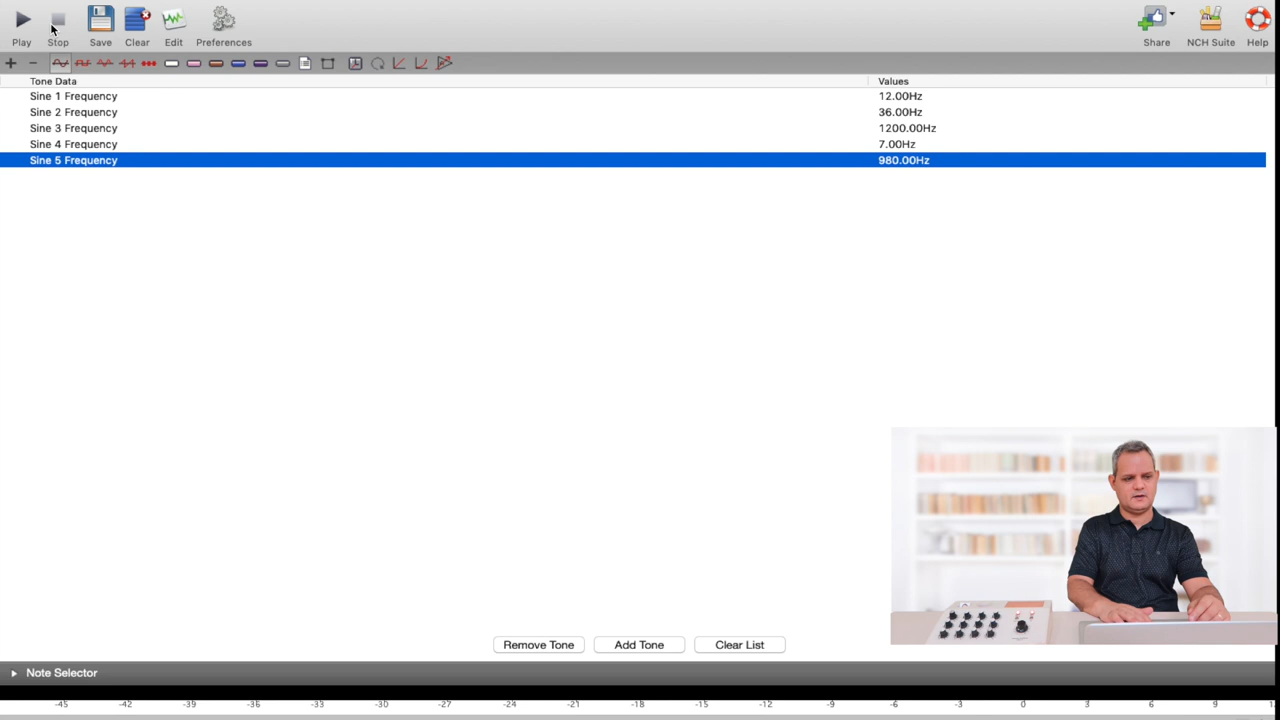 Play Stop Save Clear Edit Preferences Share NCH Suite Help
Tone Data Values
Sine 1 Frequency 12.00Hz
Sine 2 Frequency 36.00Hz
Sine 3 Frequency 1200.00Hz
Sine 4 Frequency 7.00Hz
Sine 5 Frequency 980.00Hz
Remove Tone Add Tone Clear List
Note Selector
-45 -42 -39 -36 -33 -30 -27 -24 -21 -18 -15 -12 -9 -6 -3 0 3 6 9